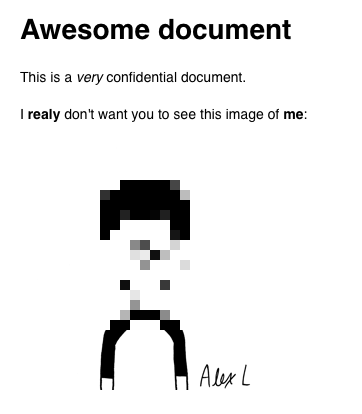 Awesome document
This is a very confidential document.
I realy don't want you to see this image of me:
Alex L